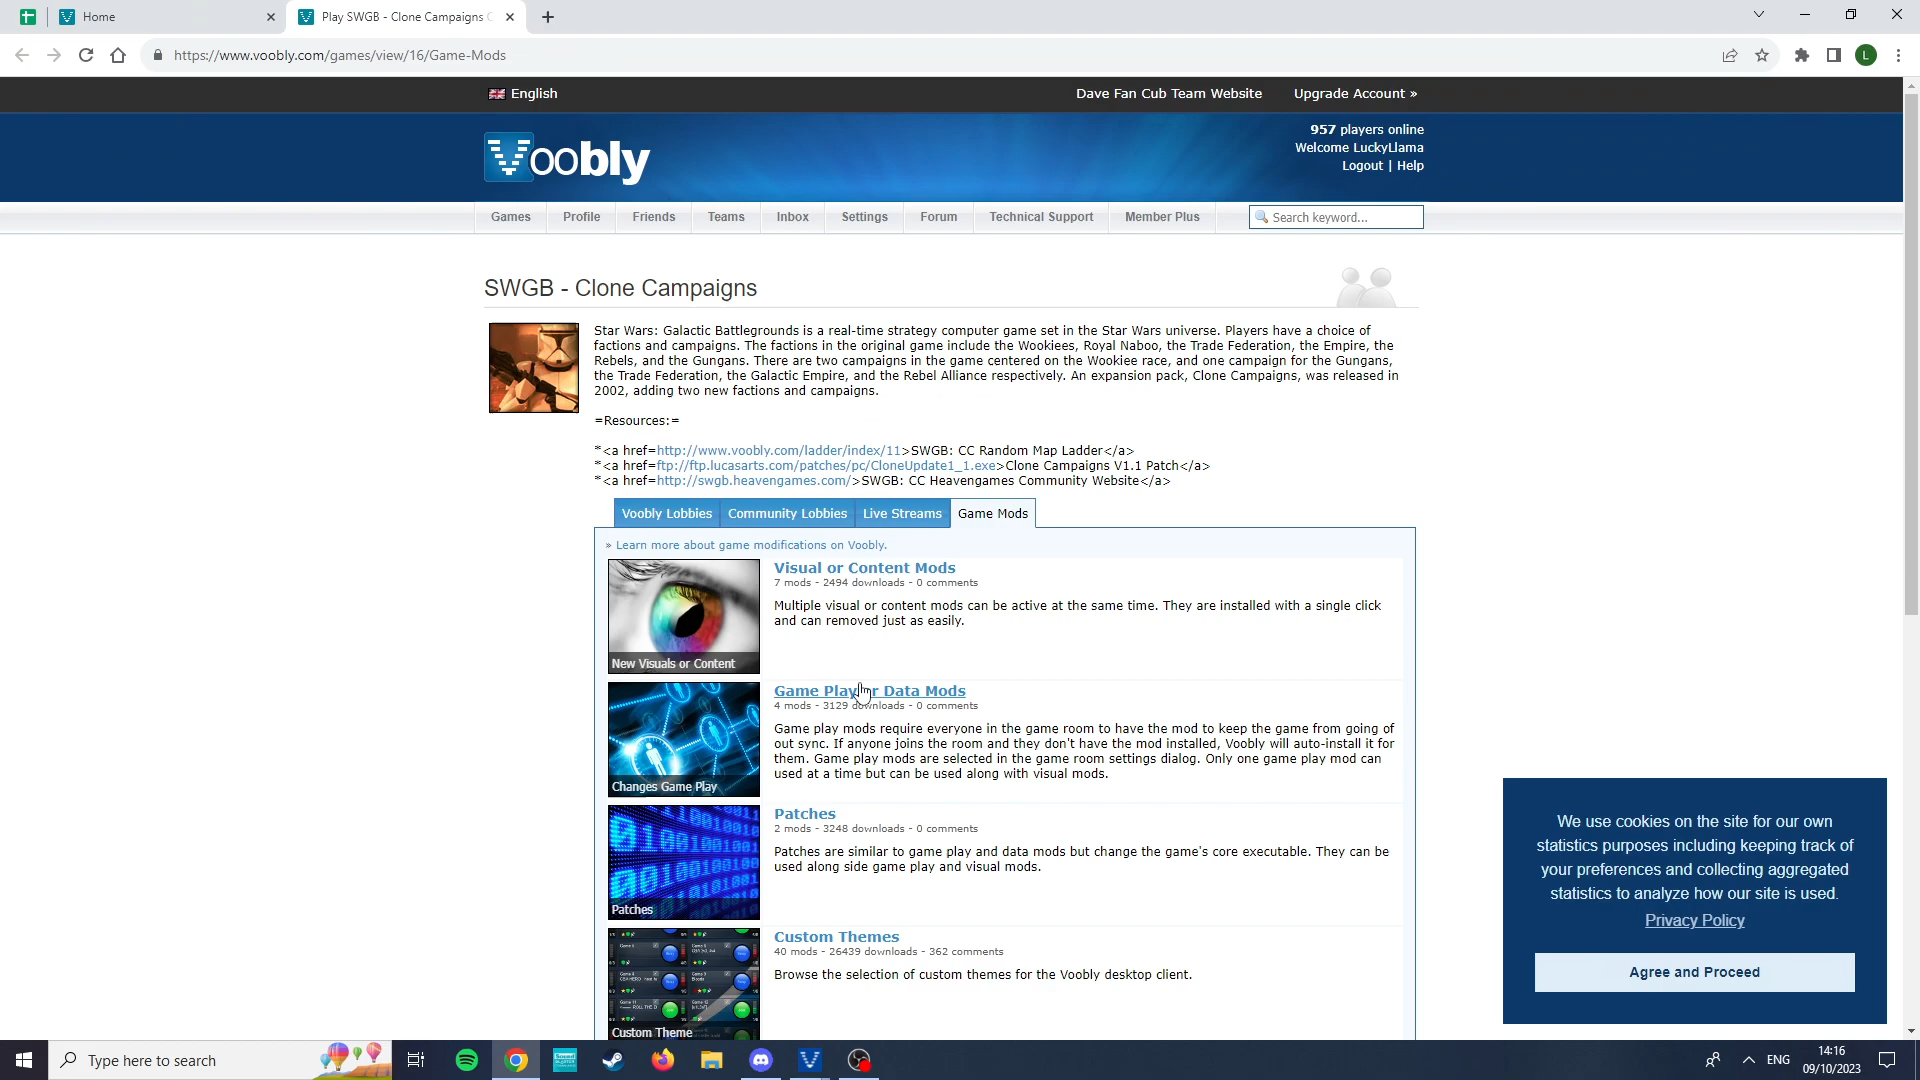 Home
Play SWGB - Clone Campaigns
https://www.voobly.com/games/view/16/Game-Mods
L
English
Dave Fan Cub Team Website
Upgrade Account »
Voobly
957 players online
Welcome LuckyLlama
Logout | Help
Games
Profile
Friends
Teams
Inbox
Settings
Forum
Technical Support
Member Plus
Search keyword...
SWGB - Clone Campaigns
Star Wars: Galactic Battlegrounds is a real-time strategy computer game set in the Star Wars universe. Players have a choice of
factions and campaigns. The factions in the original game include the Wookiees, Royal Naboo, the Trade Federation, the Empire, the
Rebels, and the Gungans. There are two campaigns in the game centered on the Wookiee race, and one campaign for the Gungans,
the Trade Federation, the Galactic Empire, and the Rebel Alliance respectively. An expansion pack, Clone Campaigns, was released in
2002, adding two new factions and campaigns.
=Resources:=
*<a href=http://www.voobly.com/ladder/index/11>SWGB: CC Random Map Ladder</a>
*<a href=ftp://ftp.lucasarts.com/patches/pc/CloneUpdate1_1.exe>Clone Campaigns V1.1 Patch</a>
*<a href=http://swgb.heavengames.com/>SWGB: CC Heavengames Community Website</a>
Voobly Lobbies
Community Lobbies
Live Streams
Game Mods
» Learn more about game modifications on Voobly.
New Visuals or Content
Visual or Content Mods
7 mods - 2494 downloads - 0 comments
Multiple visual or content mods can be active at the same time. They are installed with a single click
and can removed just as easily.
Changes Game Play
Game Play or Data Mods
4 mods - 3129 downloads - 0 comments
Game play mods require everyone in the game room to have the mod to keep the game from going of
out sync. If anyone joins the room and they don't have the mod installed, Voobly will auto-install it for
them. Game play mods are selected in the game room settings dialog. Only one game play mod can
used at a time but can be used along with visual mods.
Patches
Patches
2 mods - 3248 downloads - 0 comments
Patches are similar to game play and data mods but change the game's core executable. They can be
used along side game play and visual mods.
Custom Theme
Custom Themes
40 mods - 26439 downloads - 362 comments
Browse the selection of custom themes for the Voobly desktop client.
We use cookies on the site for our own
statistics purposes including keeping track of
your preferences and collecting aggregated
statistics to analyze how our site is used.
Privacy Policy
Agree and Proceed
Type here to search
ENG
14:16
09/10/2023